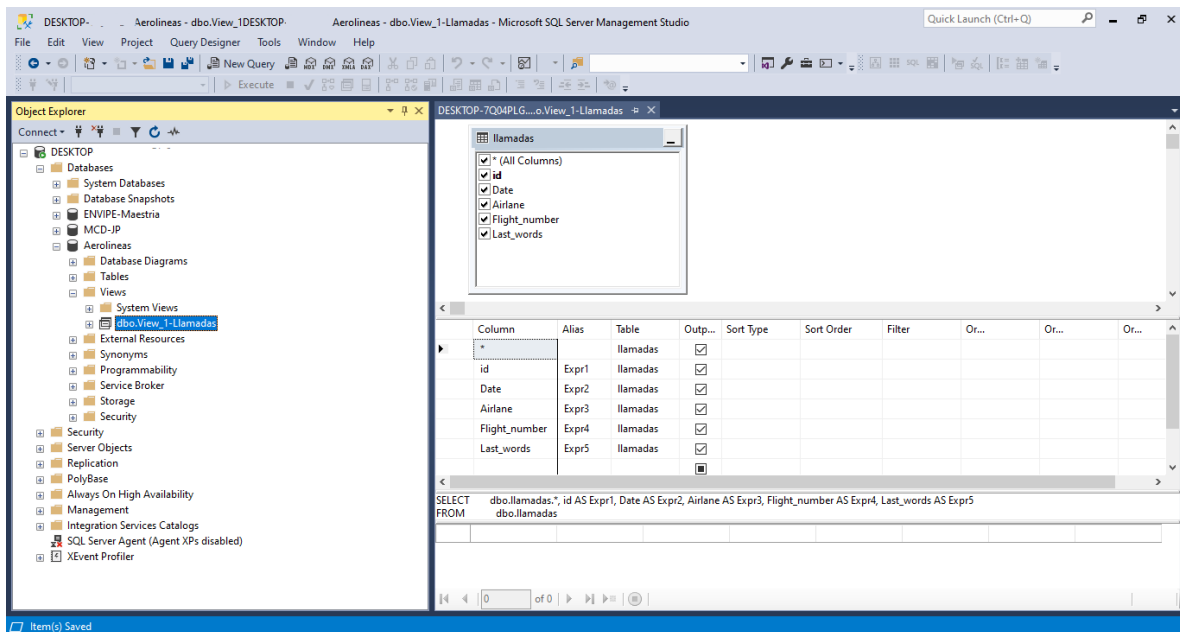 DESKTOP- Aerolineas - dbo.View_1DESKTOP- Aerolineas - dbo.View_1-Llamadas - Microsoft SQL Server Management Studio
Quick Launch (Ctrl+Q)
File Edit View Project Query Designer Tools Window Help
New Query
Execute
Object Explorer
Connect
DESKTOP
Databases
System Databases
Database Snapshots
ENVIPE-Maestria
MCD-JP
Aerolineas
Database Diagrams
Tables
Views
System Views
dbo.View_1-Llamadas
External Resources
Synonyms
Programmability
Service Broker
Storage
Security
Security
Server Objects
Replication
PolyBase
Always On High Availability
Management
Integration Services Catalogs
SQL Server Agent (Agent XPs disabled)
XEvent Profiler
DESKTOP-7Q04PLG....o.View_1-Llamadas
llamadas
* (All Columns)
id
Date
Airlane
Flight_number
Last_words
Column Alias Table Outp... Sort Type Sort Order Filter Or... Or... Or...
* llamadas
id Expr1 llamadas
Date Expr2 llamadas
Airlane Expr3 llamadas
Flight_number Expr4 llamadas
Last_words Expr5 llamadas
SELECT dbo.llamadas.*, id AS Expr1, Date AS Expr2, Airlane AS Expr3, Flight_number AS Expr4, Last_words AS Expr5
FROM dbo.llamadas
0 of 0
Item(s) Saved